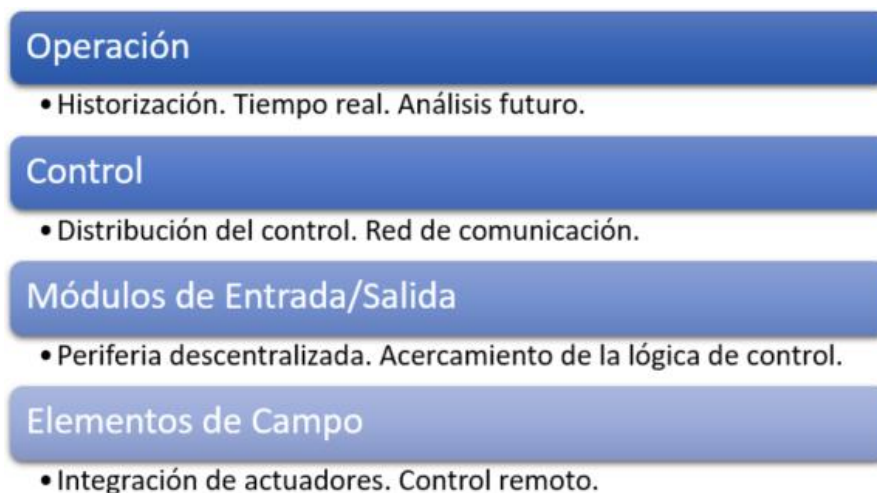 Operación
• Historización. Tiempo real. Análisis futuro.
Control
• Distribución del control. Red de comunicación.
Módulos de Entrada/Salida
• Periferia descentralizada. Acercamiento de la lógica de control.
Elementos de Campo
• Integración de actuadores. Control remoto.